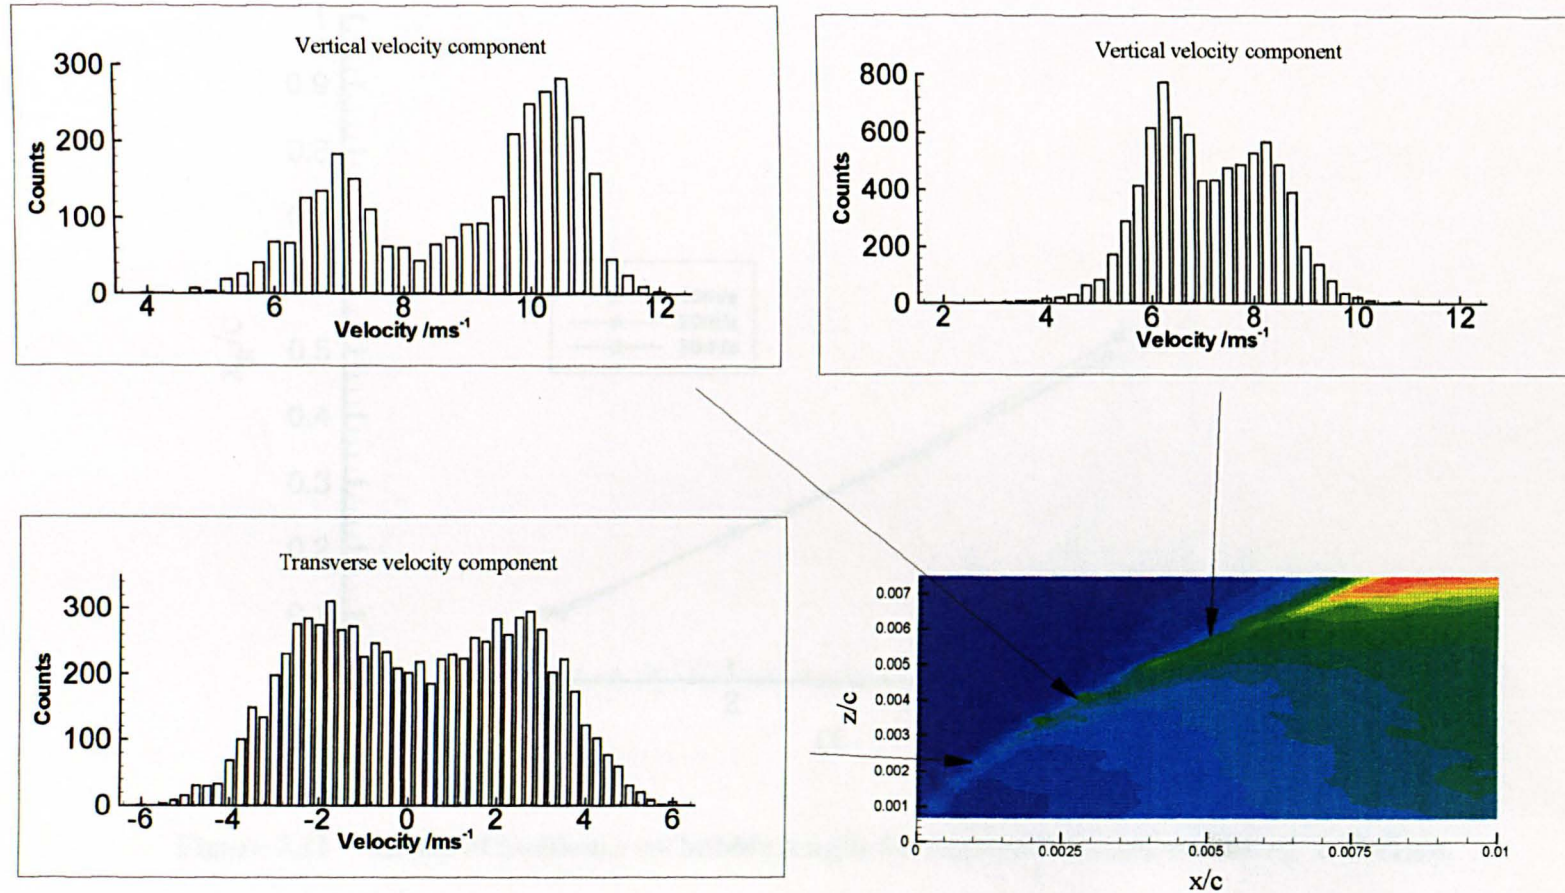 Vertical velocity component
300
200
100
0
Counts
4 6 8 10 12
Velocity /ms⁻¹
Vertical velocity component
800
600
400
200
0
Counts
2 4 6 8 10 12
Velocity /ms⁻¹
Transverse velocity component
300
200
100
0
Counts
-6 -4 -2 0 2 4 6
Velocity /ms⁻¹
0.007
0.006
0.005
0.004
0.003
0.002
0.001
z/c
0 0.0025 0.005 0.0075 0.01
x/c